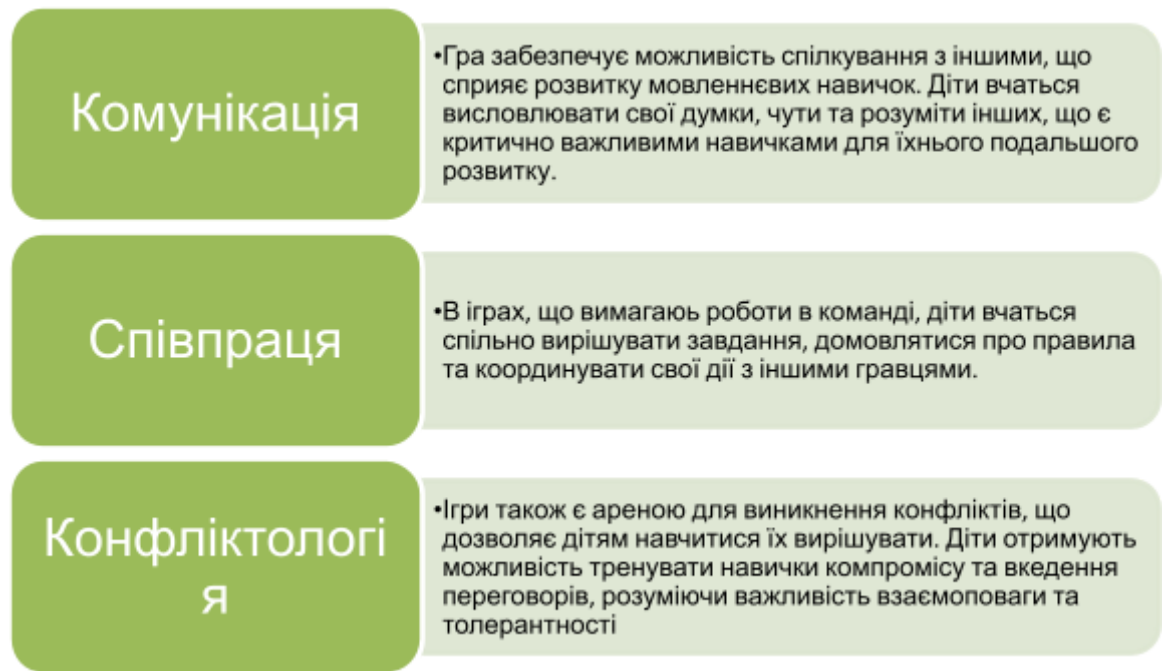 Комунікація
•Гра забезпечує можливість спілкування з іншими, що
сприяє розвитку мовленнєвих навичок. Діти вчаться
висловлювати свої думки, чути та розуміти інших, що є
критично важливими навичками для їхнього подальшого
розвитку.
Співпраця
•В іграх, що вимагаюь роботи в команді, діти вчаться
спільно вирішувати завдання, домовлятися про правила
та координувати свої дії з іншими гравцями.
Конфліктологі
я
•Ігри також є ареною для виникнення конфліктів, що
дозволяє дітям навчитися їх вирішувати. Діти отримують
можливість тренувати навички компромісу та вкедення
переговорів, розуміючи важливість взаємоповаги та
толерантності